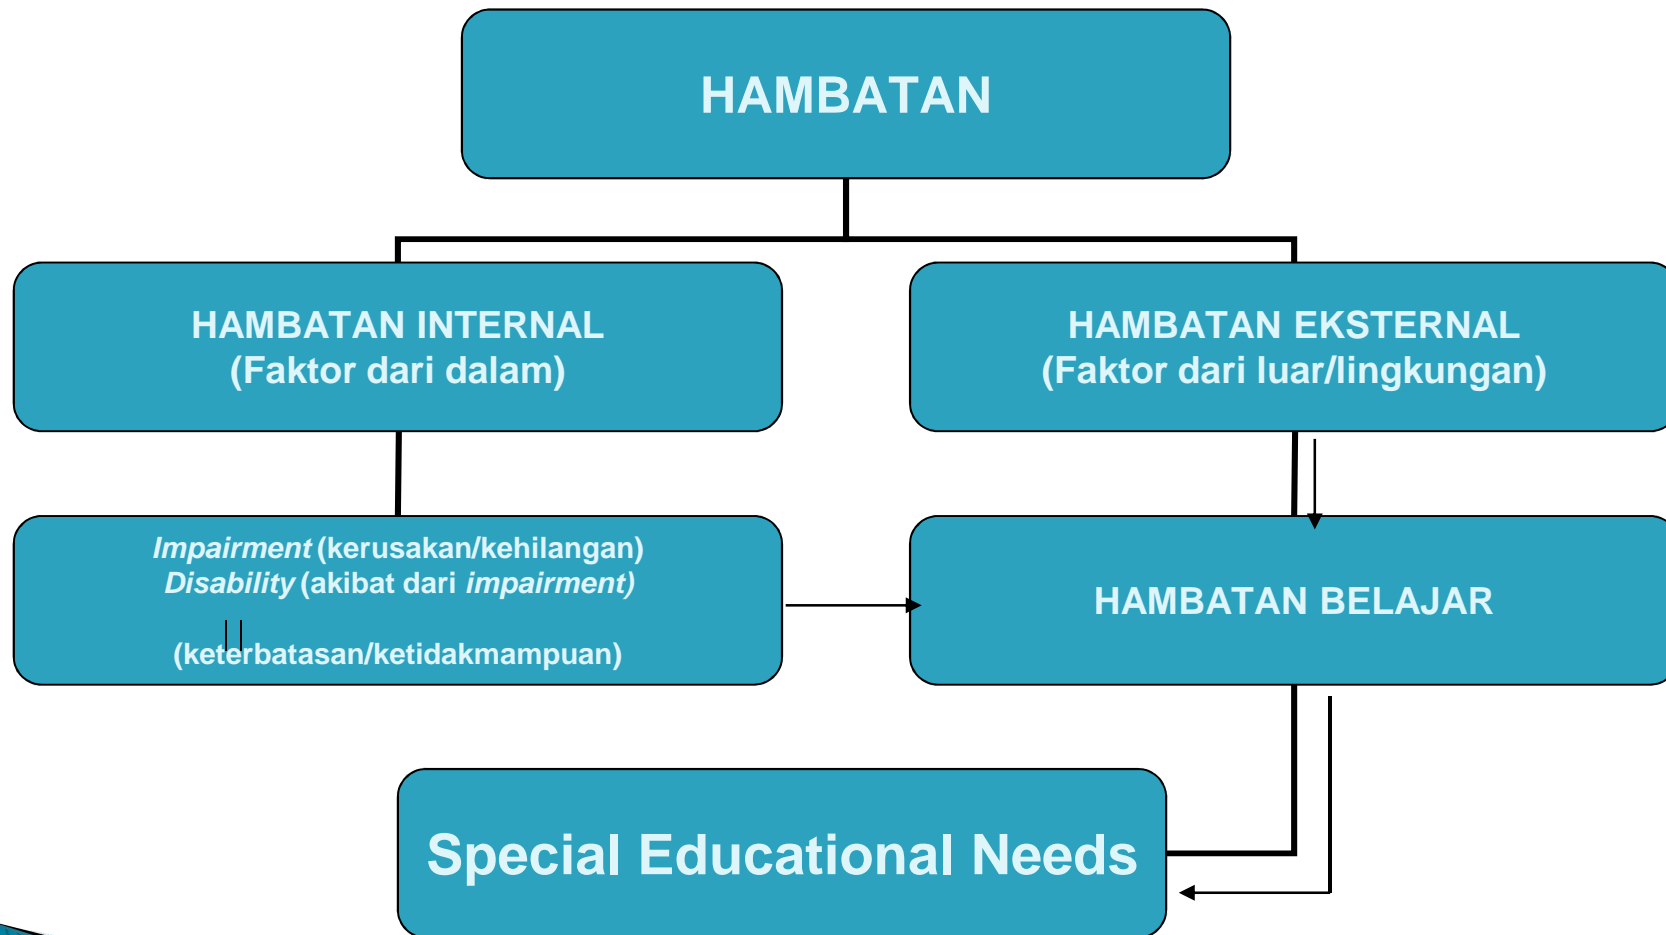 HAMBATAN
HAMBATAN INTERNAL
(Faktor dari dalam)
HAMBATAN EKSTERNAL
(Faktor dari luar/lingkungan)
Impairment (kerusakan/kehilangan)
Disability (akibat dari impairment)
(keterbatasan/ketidakmampuan)
HAMBATAN BELAJAR
Special Educational Needs